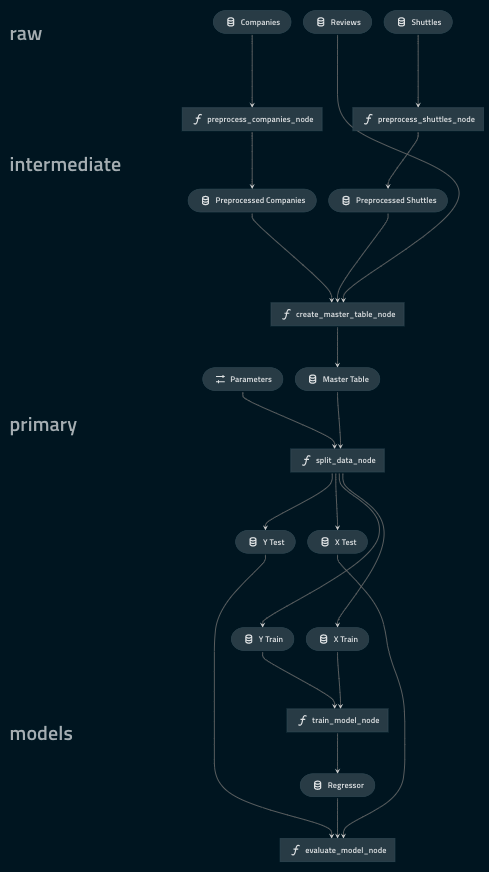 raw
Companies
Reviews
Shuttles
preprocess_companies_node
preprocess_shuttles_node
intermediate
Preprocessed Companies
Preprocessed Shuttles
create_master_table_node
Parameters
Master Table
primary
split_data_node
Y Test
X Test
Y Train
X Train
train_model_node
models
Regressor
evaluate_model_node